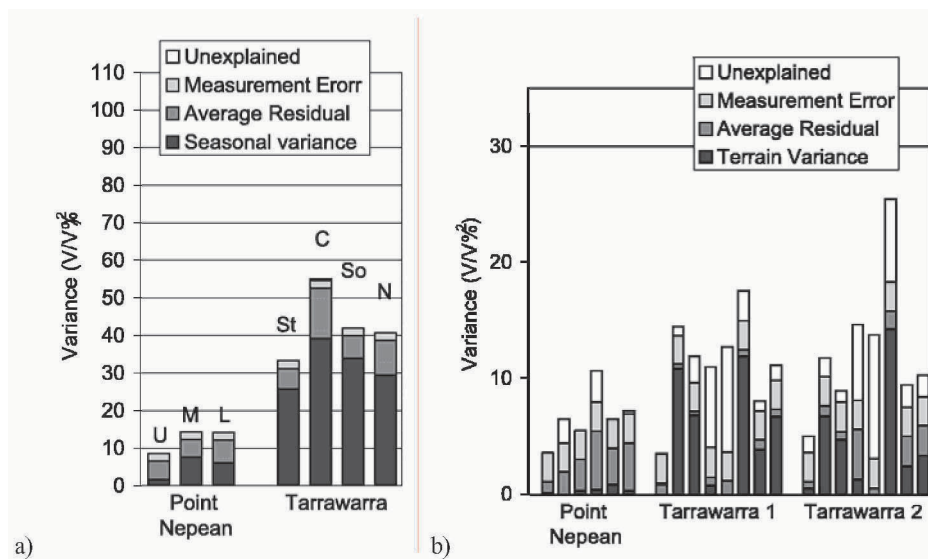 Unexplained
Measurement Erorr
Average Residual
Seasonal variance
110
100
90
80
70
60
50
40
30
20
10
0
Variance (V/V%²)
U
M
L
St
C
So
N
Point
Nepean
Tarrawarra
a)
Unexplained
Measurement Error
Average Residual
Terrain Variance
30
20
10
0
Variance (V/V%²)
Point
Nepean
Tarrawarra 1
Tarrawarra 2
b)